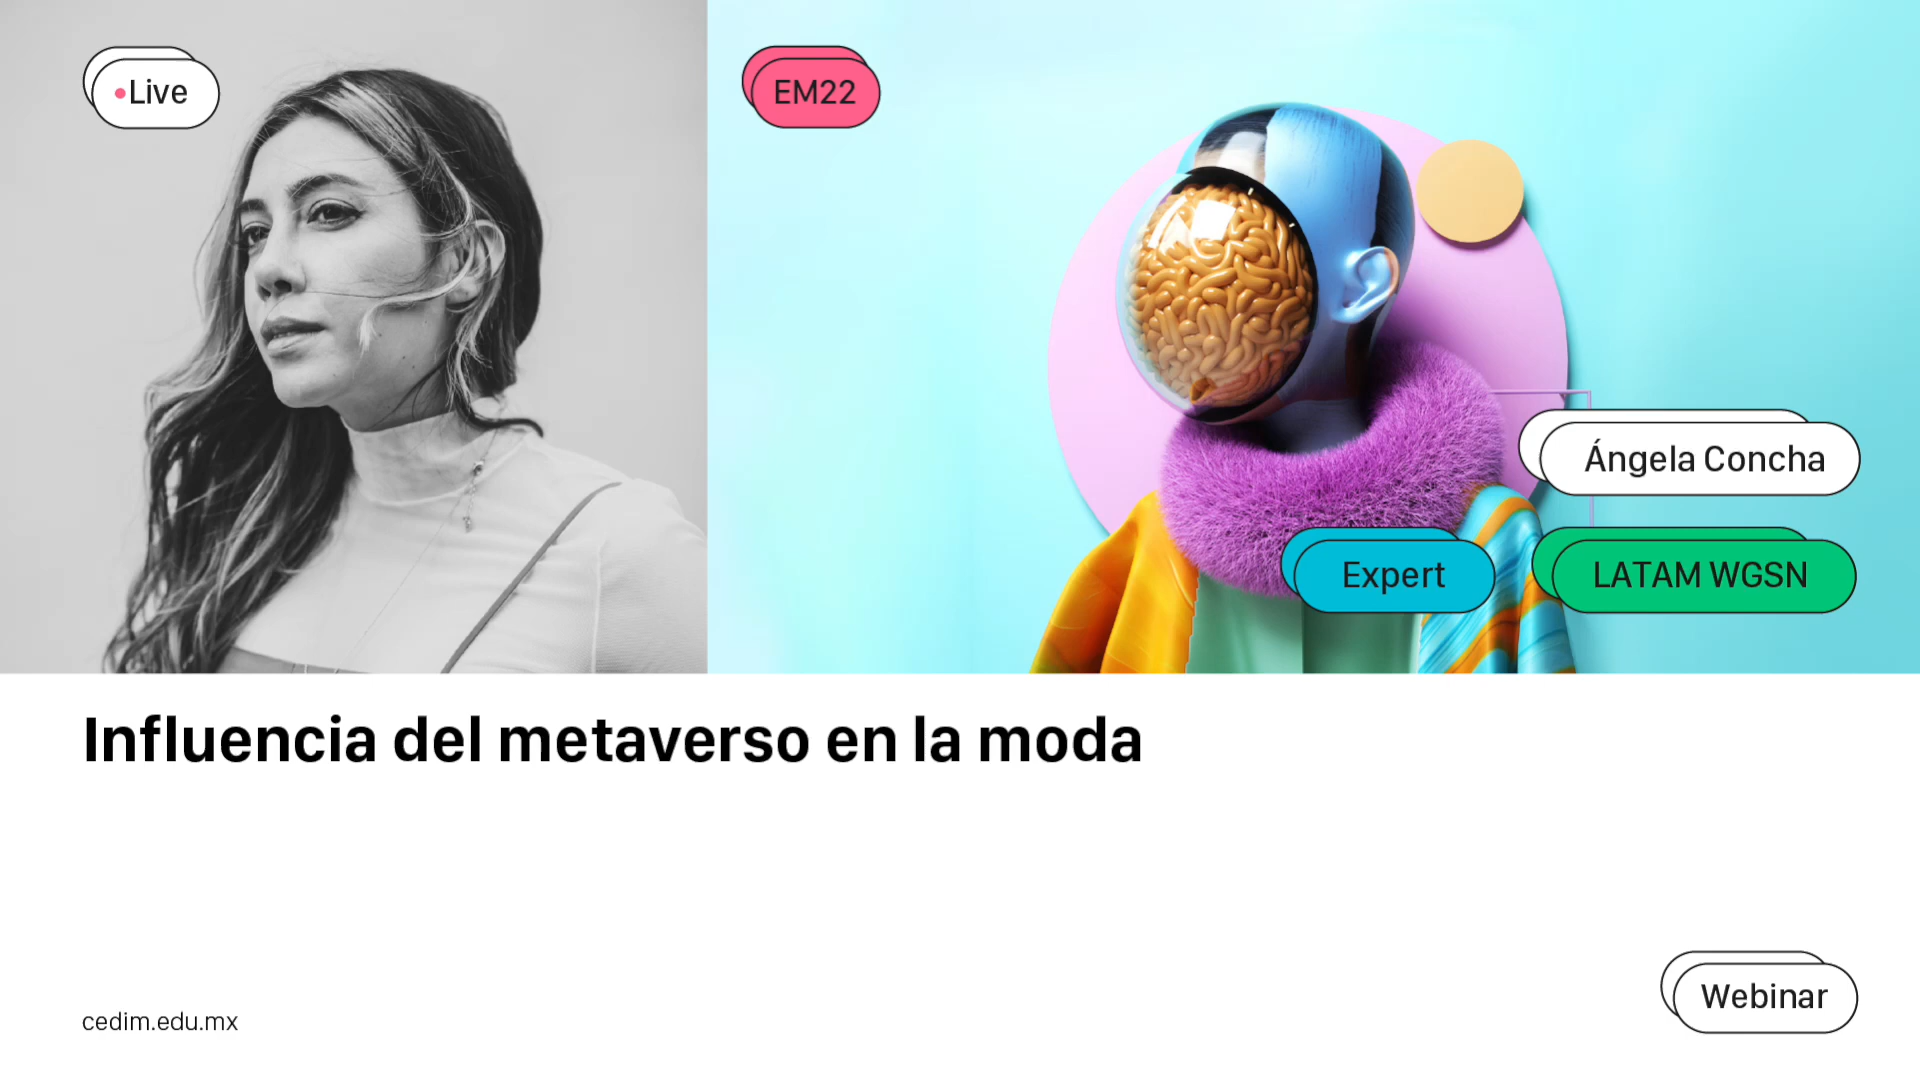 Live
EM22
Ángela Concha
Expert
LATAM WGSN
Influencia del metaverso en la moda
cedim.edu.mx
Webinar